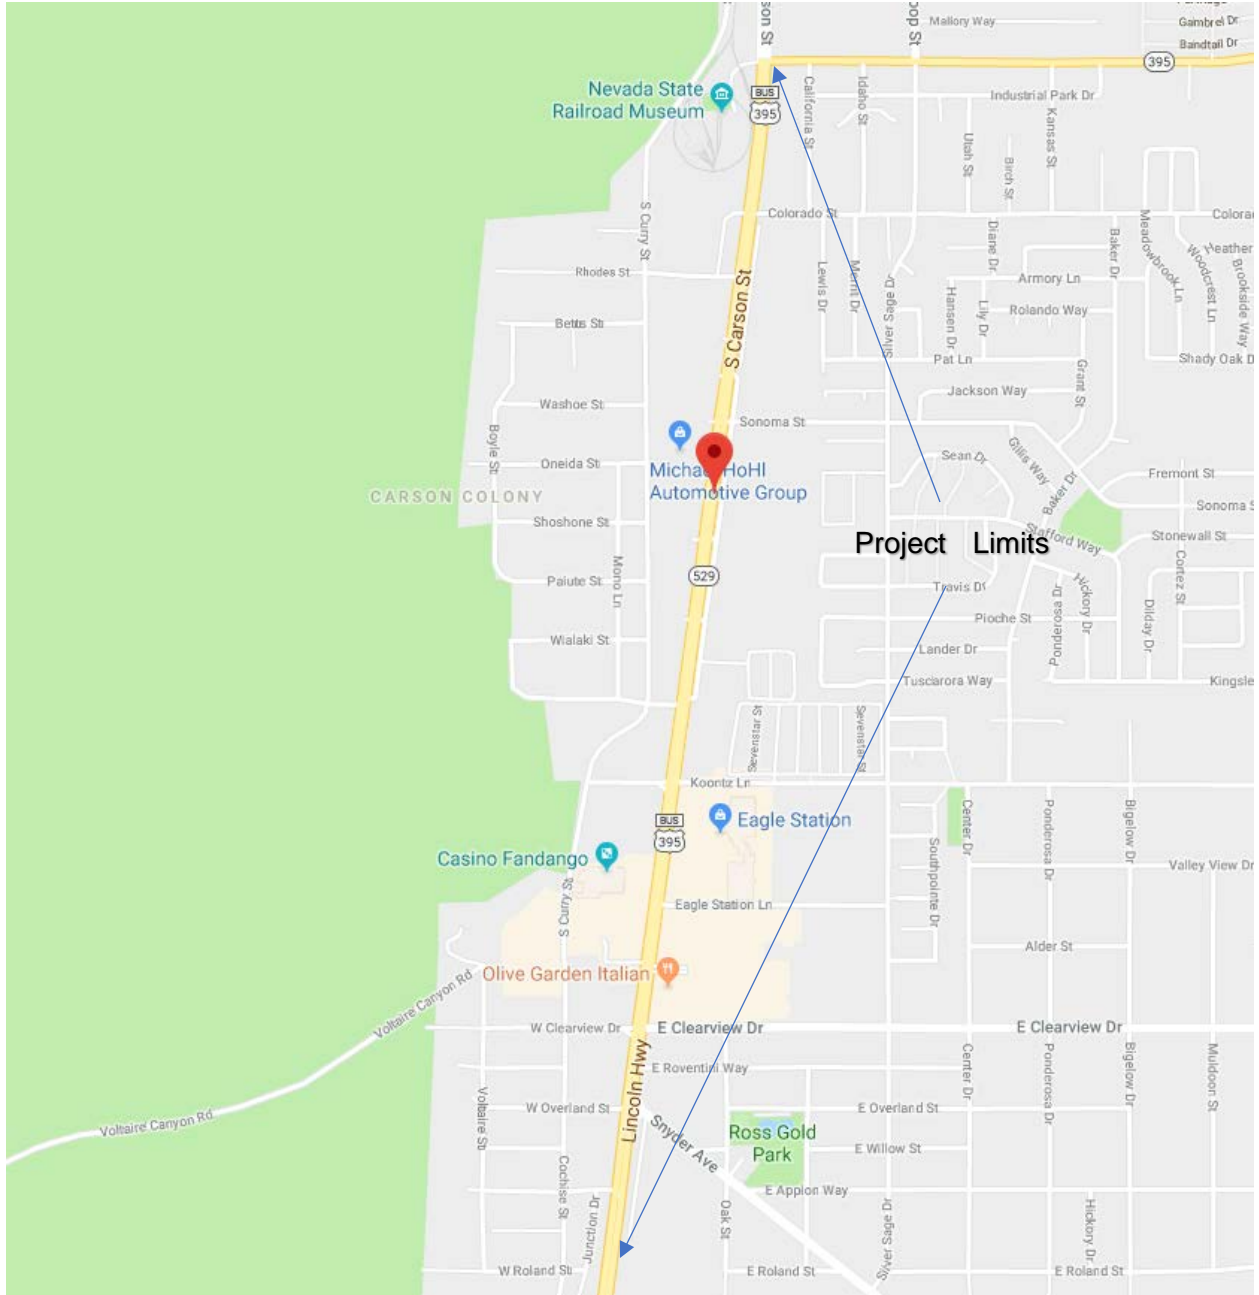 son St
op St
Mallory Way
Gambrel Dr
Bandtail Dr
395
Nevada State
Railroad Museum
BUS
395
California St
Idaho St
Industrial Park Dr
Kansas St
Utah St
Birch St
S Curry St
Colorado St
Colorad
Diane Dr
Baker Dr
Meadowbrook Ln
Woodcrest Ln
Heather
Brookside Way
Rhodes St
S Carson St
Lewis Dr
Merrit Dr
Silver Sage Dr
Armory Ln
Hansen Dr
Lily Dr
Rolando Way
Bettis St
Pat Ln
Shady Oak D
Grant St
Jackson Way
Washoe St
Sonoma St
Boyle St
Sean Dr
Gillis Way
Oneida St
Michael HoHl
Automotive Group
Baker Dr
Fremont St
CARSON COLONY
Sonoma S
Shoshone St
Stafford Way
Stonewall St
Project Limits
529
Paiute St
Mono Ln
Travis Dr
Hickory Dr
Cortez St
Ponderosa Dr
Dilday Dr
Pioche St
Wialaki St
Lander Dr
Tuscarora Way
Kingsle
Sevenstar St
Sevenstar St
Koontz Ln
BUS
395
Eagle Station
Center Dr
Ponderosa Dr
Bigelow Dr
Casino Fandango
Southpointe Dr
Valley View Dr
S Curry St
Eagle Station Ln
Alder St
Olive Garden Italian
Voltaire Canyon Rd
W Clearview Dr
E Clearview Dr
E Clearview Dr
Lincoln Hwy
E Roventini Way
Center Dr
Ponderosa Dr
Bigelow Dr
Muldoon St
Voltaire St
W Overland St
E Overland St
Voltaire Canyon Rd
Snyder Ave
Ross Gold
Park
E Willow St
Cochise St
E Appion Way
Junction Dr
Oak St
Silver Sage Dr
Hickory Dr
W Roland St
E Roland St
E Roland St